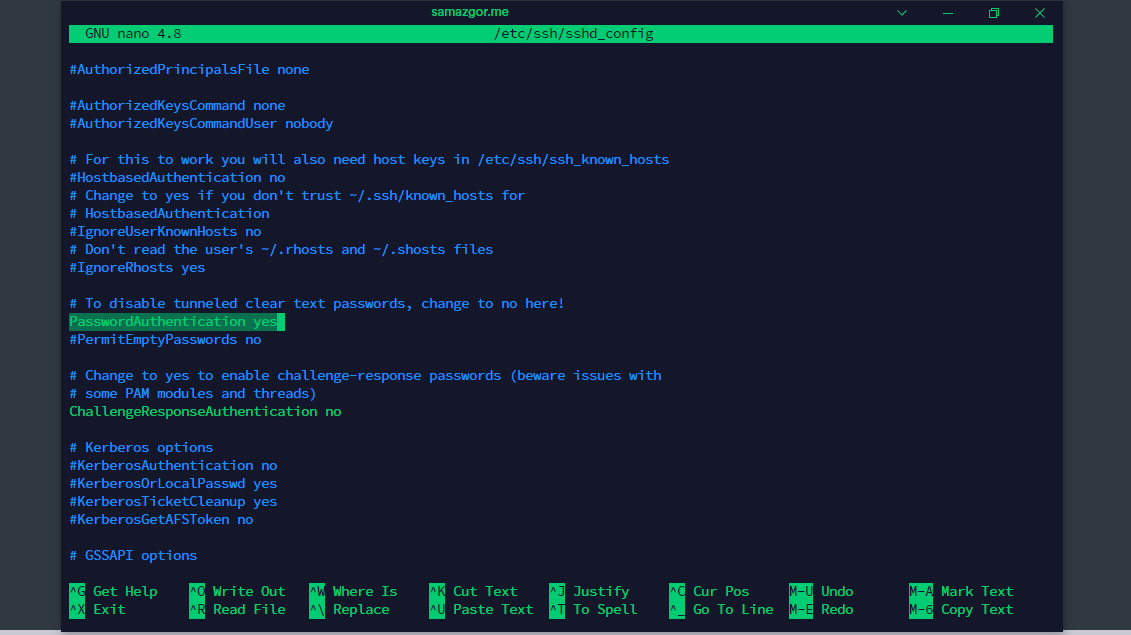 samazgor.me
GNU nano 4.8 /etc/ssh/sshd_config
#AuthorizedPrincipalsFile none
#AuthorizedKeysCommand none
#AuthorizedKeysCommandUser nobody
# For this to work you will also need host keys in /etc/ssh/ssh_known_hosts
#HostbasedAuthentication no
# Change to yes if you don't trust ~/.ssh/known_hosts for
# HostbasedAuthentication
#IgnoreUserKnownHosts no
# Don't read the user's ~/.rhosts and ~/.shosts files
#IgnoreRhosts yes
# To disable tunneled clear text passwords, change to no here!
PasswordAuthentication yes
#PermitEmptyPasswords no
# Change to yes to enable challenge-response passwords (beware issues with
# some PAM modules and threads)
ChallengeResponseAuthentication no
# Kerberos options
#KerberosAuthentication no
#KerberosOrLocalPasswd yes
#KerberosTicketCleanup yes
#KerberosGetAFSToken no
# GSSAPI options
^G Get Help ^O Write Out ^W Where Is ^K Cut Text ^J Justify ^C Cur Pos M-U Undo M-A Mark Text
^X Exit ^R Read File ^\ Replace ^U Paste Text ^T To Spell ^_ Go To Line M-E Redo M-6 Copy Text